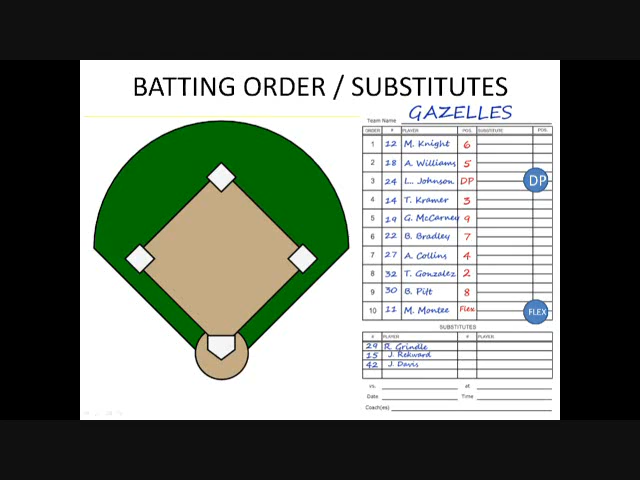 BATTING ORDER / SUBSTITUTES
Team Name GAZELLES
ORDER # PLAYER POS. SUBSTITUTE POS.
1 12 M. Knight 6
2 18 A. Williams 5
3 24 L. Johnson DP DP
4 14 T. Kramer 3
5 19 G. McCarney 9
6 22 B. Bradley 7
7 27 A. Collins 4
8 32 T. Gonzalez 2
9 30 B. Pitt 8
10 11 M. Montee Flex FLEX
SUBSTITUTES
# PLAYER # PLAYER
29 R. Grindle
15 J. Rekward
42 J. Davis
vs. at
Date Time
Coach(es)